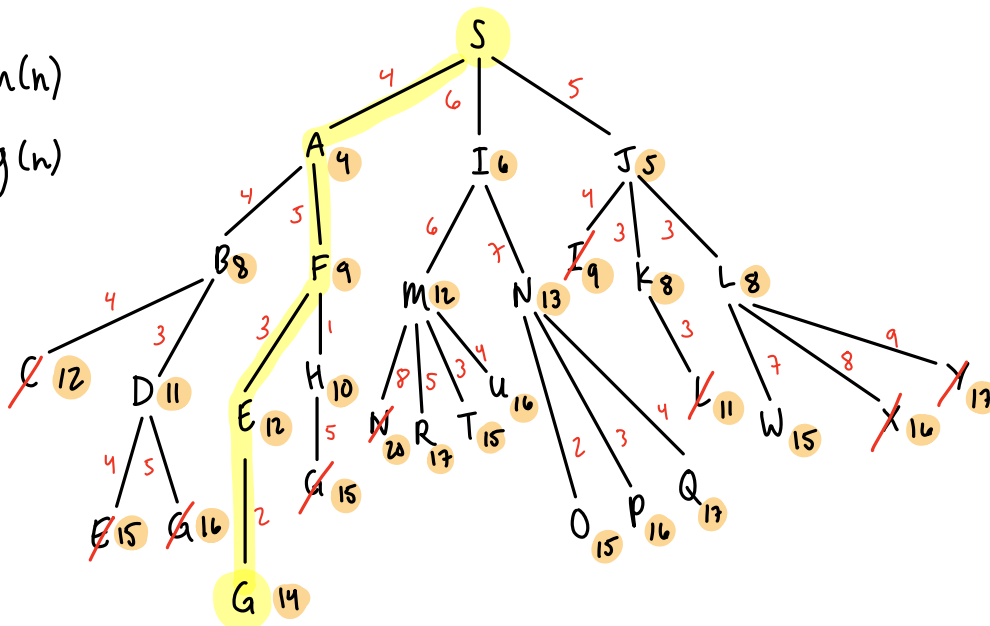 S
h(n)
4 6 5
g(n)
A 4 I 6 J 5
4 5 6 7 4 3 3
B 8 F 9 M 12 N 13 I 9 K 8 L 8
4 3 3 1 8 5 3 4 3 7 8 9
C 12 D 11 E 12 H 10 N 20 R 17 T 15 U 16 L 11 W 15 X 16 Y 17
4 5 2 5 2 3 4
E 15 G 16 G 15 O 15 P 16 Q 17
G 14